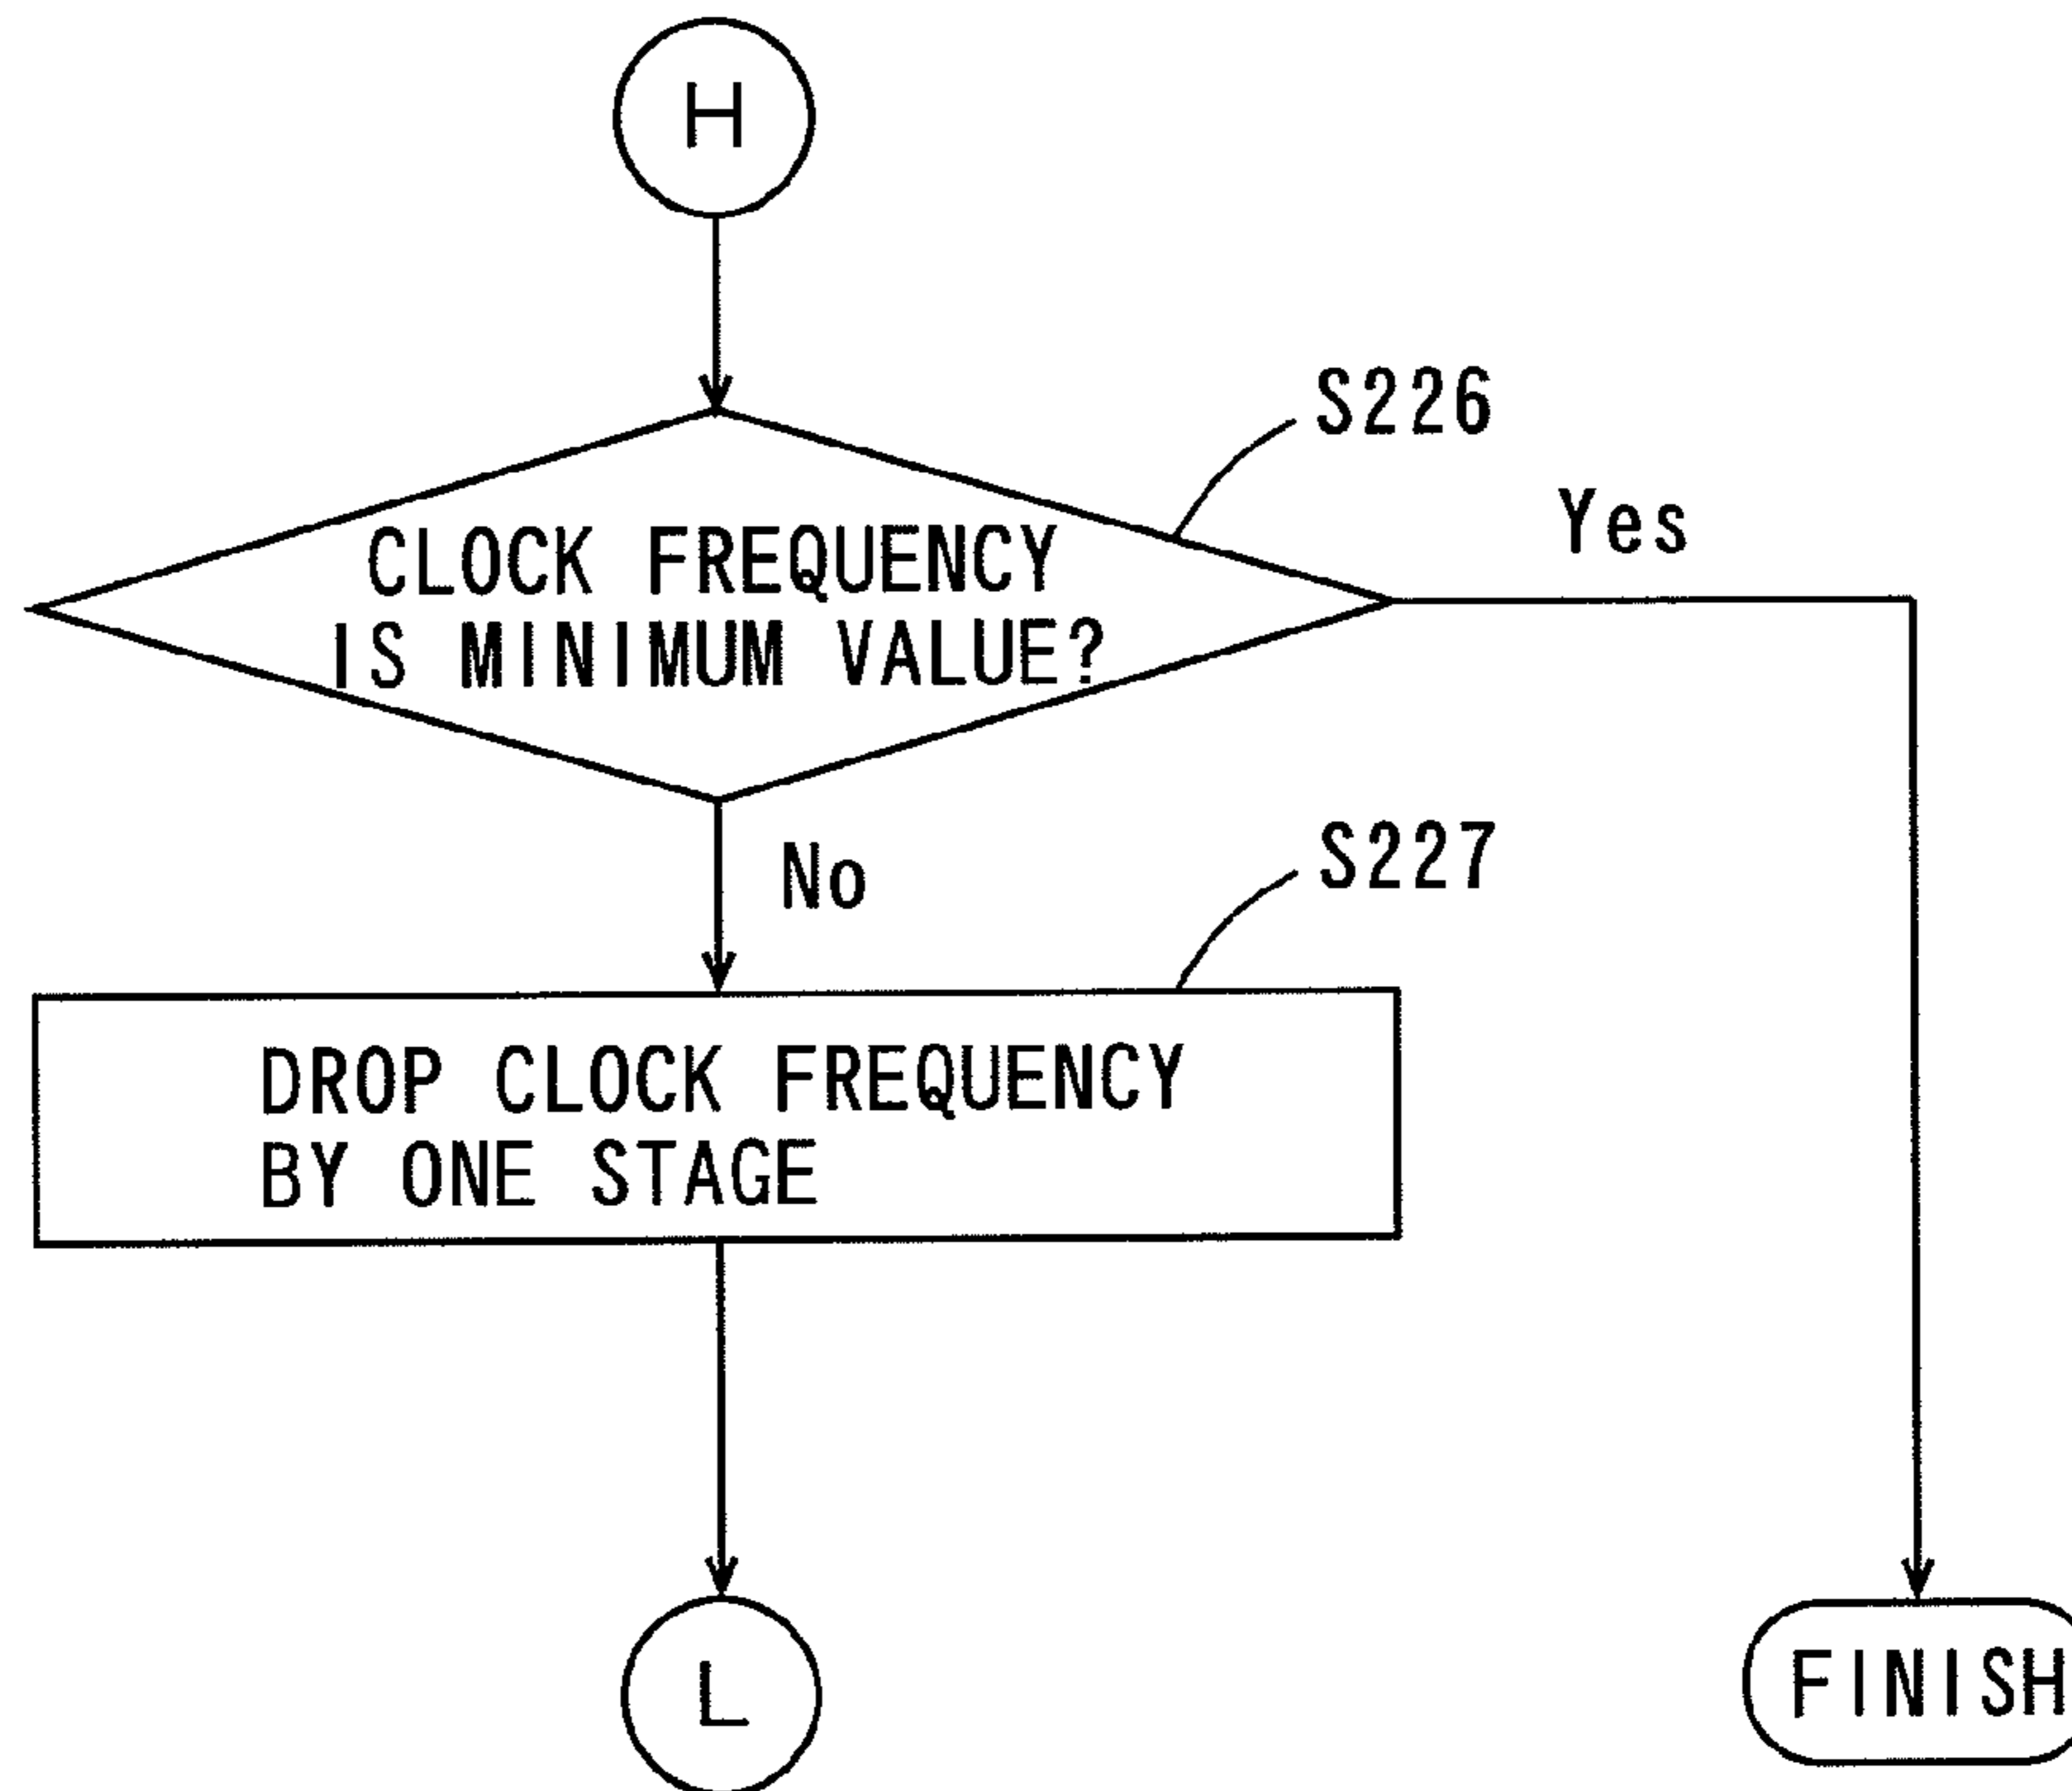 H
S226
Yes
CLOCK FREQUENCY
IS MINIMUM VALUE?
No
S227
DROP CLOCK FREQUENCY
BY ONE STAGE
L
FINISH